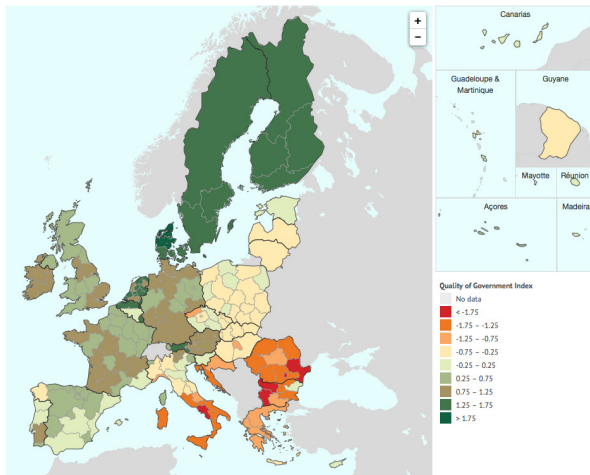 +
−
Canarias
Guadeloupe &
Martinique
Guyane
Mayotte
Réunion
Açores
Madeira
Quality of Government Index
No data
<-1.75
-1.75 – -1.25
-1.25 – -0.75
-0.75 – -0.25
-0.25 – 0.25
0.25 – 0.75
0.75 – 1.25
1.25 – 1.75
> 1.75